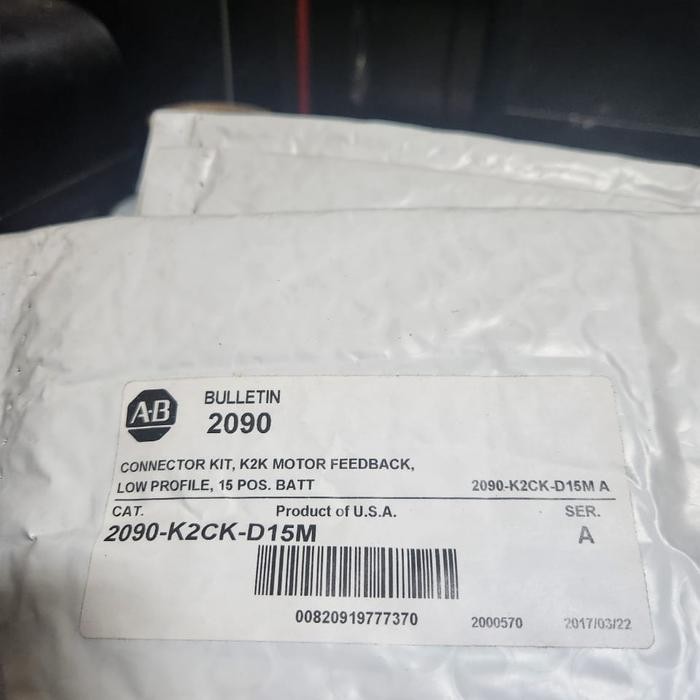 A-B
BULLETIN
2090
CONNECTOR KIT, K2K MOTOR FEEDBACK,
LOW PROFILE, 15 POS. BATT 2090-K2CK-D15M A
CAT. Product of U.S.A. SER.
2090-K2CK-D15M A
00820919777370 2000570 2017/03/22